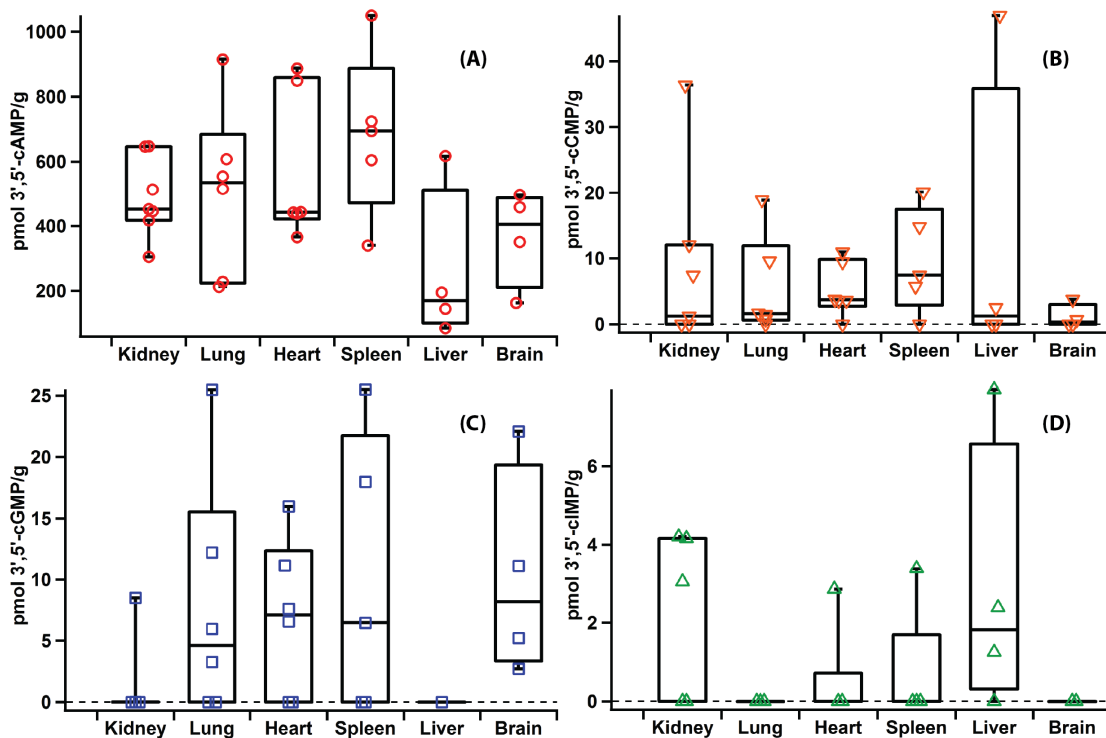 1000
800
600
400
200
pmol 3',5'-cAMP/g
(A)
Kidney Lung Heart Spleen Liver Brain
40
30
20
10
0
pmol 3',5'-cCMP/g
(B)
Kidney Lung Heart Spleen Liver Brain
25
20
15
10
5
0
pmol 3',5'-cGMP/g
(C)
Kidney Lung Heart Spleen Liver Brain
6
4
2
0
pmol 3',5'-cIMP/g
(D)
Kidney Lung Heart Spleen Liver Brain